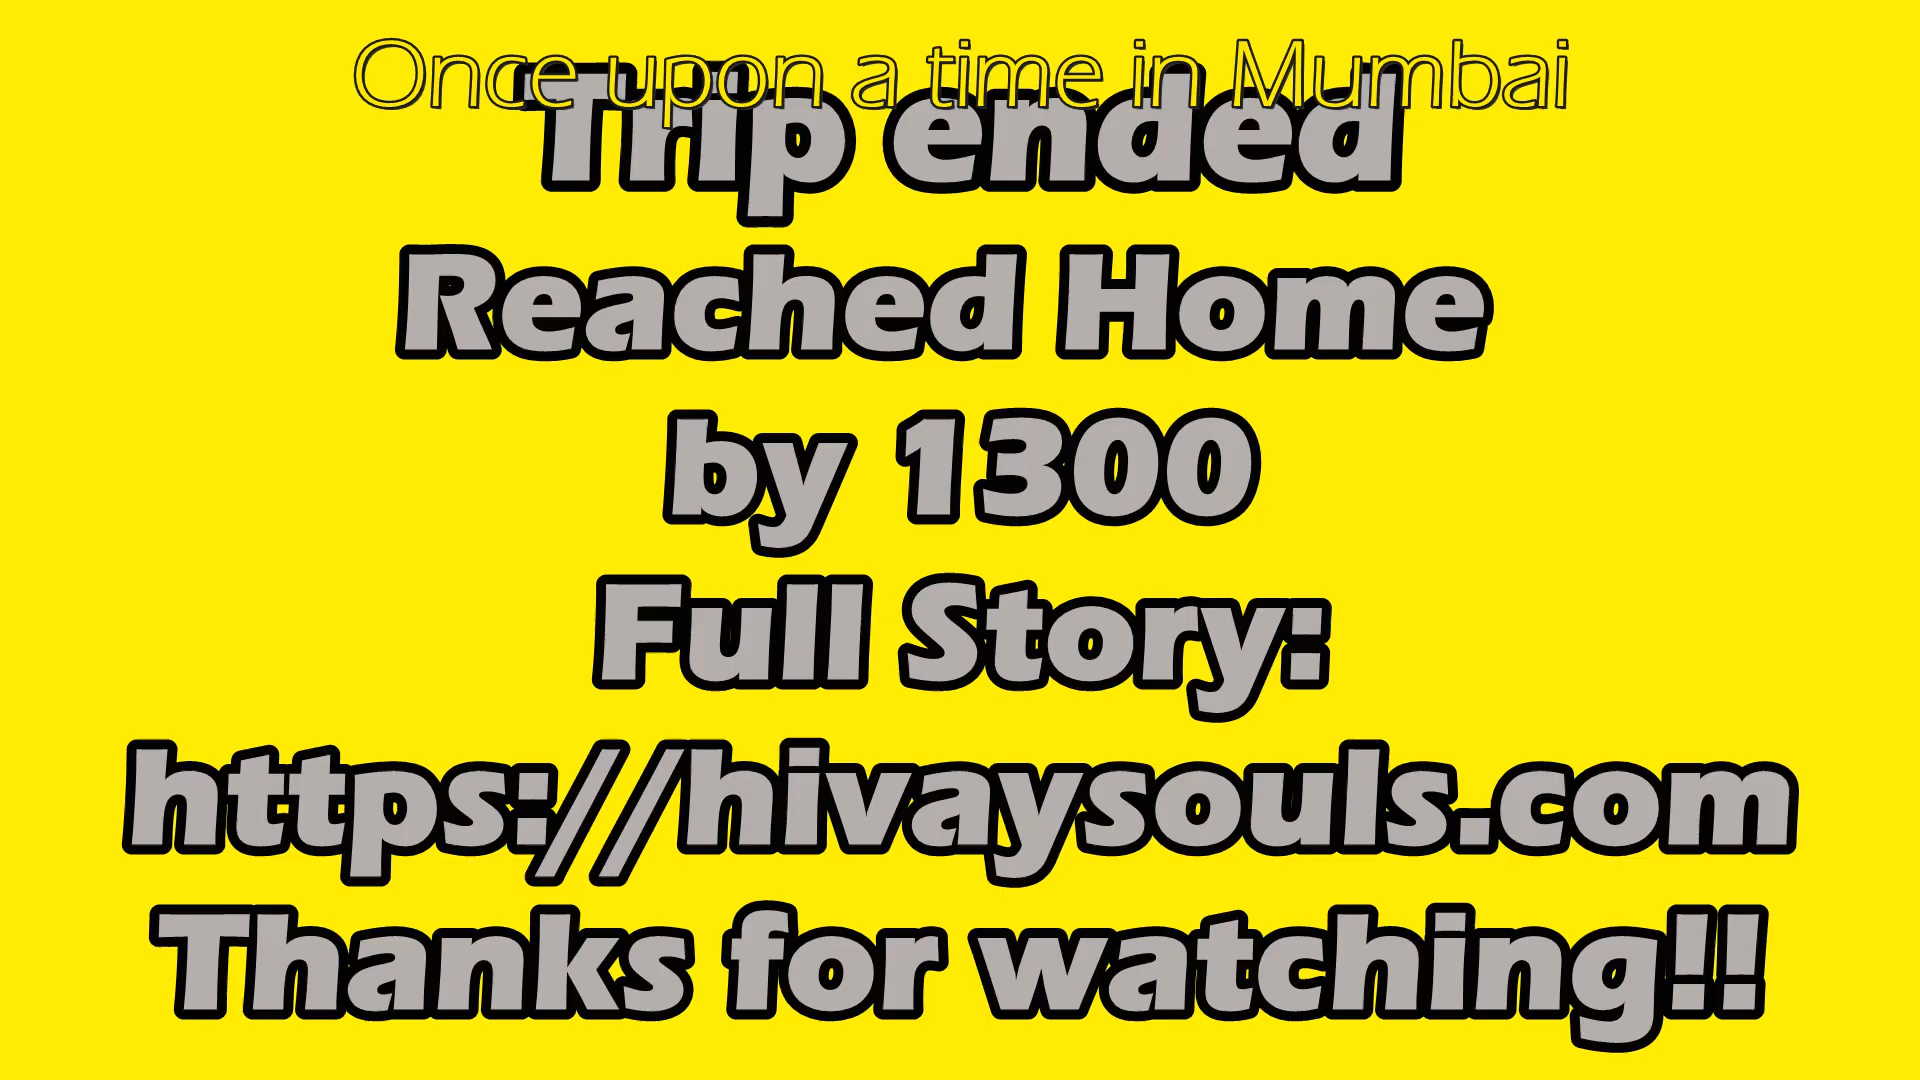 Once upon a time in Mumbai
Trip ended
Reached Home
by 1300
Full Story:
https://hivaysouls.com
Thanks for watching!!